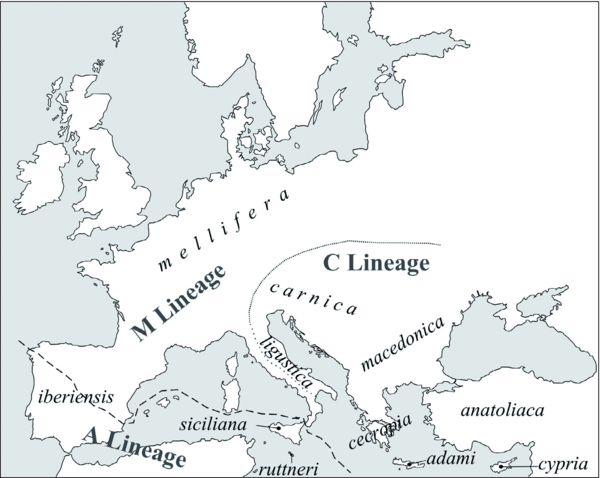 mellifera
C Lineage
carnica
M Lineage
ligustica
macedonica
iberiensis
anatoliaca
siciliana
cecropia
A Lineage
adami
cypria
ruttneri